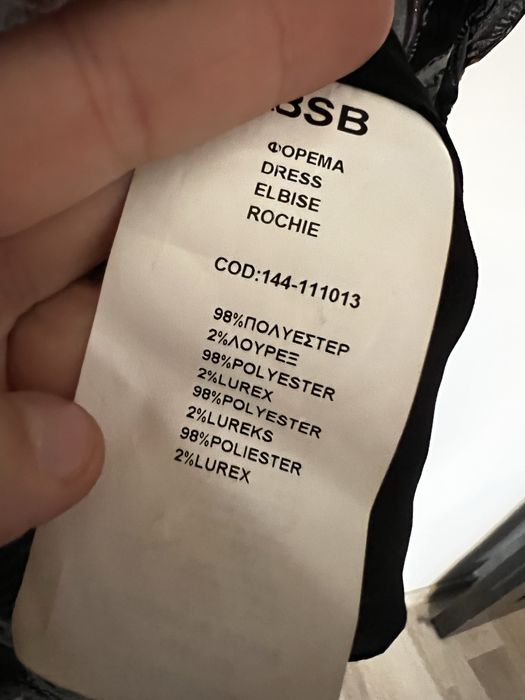 BSB
ΦΟΡΕΜΑ
DRESS
ELBISE
ROCHIE
COD:144-111013
98%ΠΟΛΥΕΣΤΕΡ
2%ΛΟΥΡΕΞ
98%POLYESTER
2%LUREX
98%POLYESTER
2%LUREKS
98%POLIESTER
2%LUREX